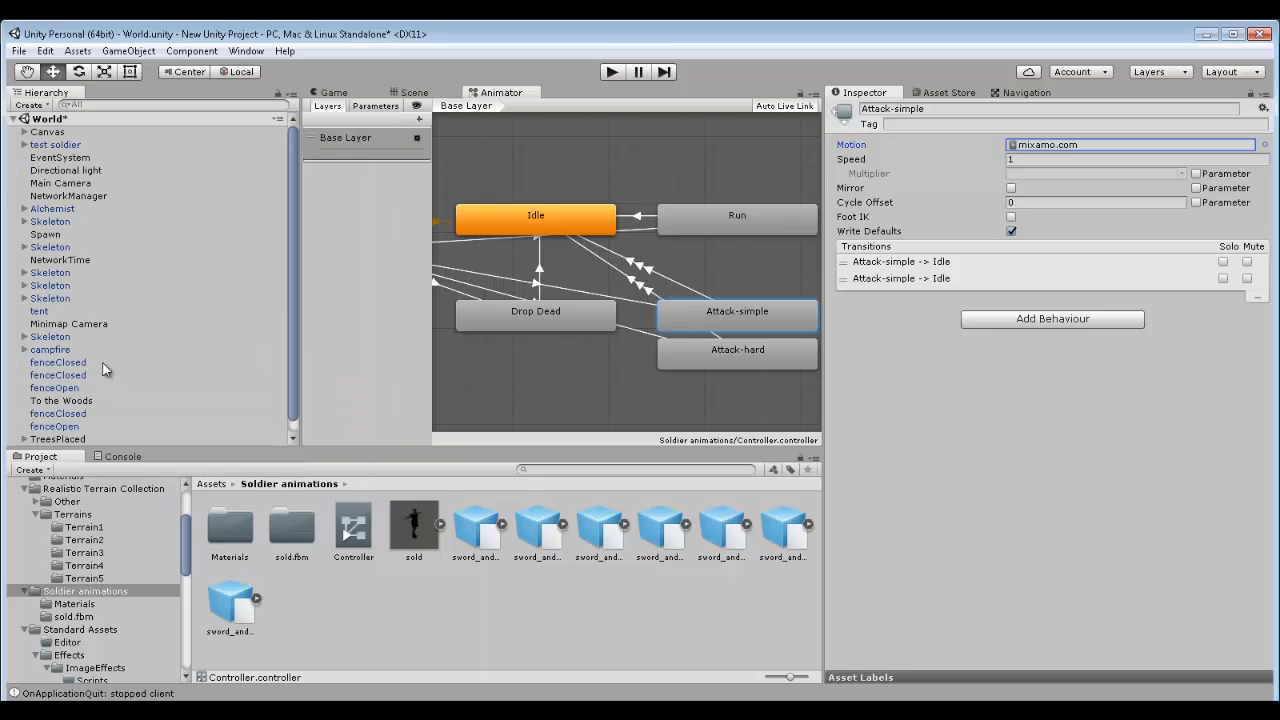 Unity Personal (64bit) - World.unity - New Unity Project - PC, Mac & Linux Standalone* <DX11>
File Edit Assets GameObject Component Window Help
Center Local Account Layers Layout
Hierarchy Game Scene Animator Inspector Asset Store Navigation
Create All Layers Parameters Base Layer Auto Live Link Attack-simple
World*
Tag
Canvas
Base Layer
test soldier
Motion mixamo.com
EventSystem
Speed 1
Directional light
Multiplier Parameter
Main Camera
Mirror Parameter
NetworkManager
Cycle Offset 0 Parameter
Alchemist
Idle Run
Foot IK
Skeleton
Write Defaults
Spawn
Transitions Solo Mute
Skeleton
Attack-simple -> Idle
NetworkTime
Skeleton
Attack-simple -> Idle
Skeleton
Skeleton
tent
Drop Dead Attack-simple
Add Behaviour
Minimap Camera
Skeleton
campfire
Attack-hard
fenceClosed
fenceClosed
fenceOpen
To the Woods
fenceClosed
fenceOpen
TreesPlaced
Soldier animations/Controller.controller
Project Console
Create
Materials
Assets Soldier animations
Realistic Terrain Collection
Other
Terrains
Terrain1
Terrain2
Terrain3
Terrain4
Terrain5
Materials sold.fbm Controller sold sword_and... sword_and... sword_and... sword_and... sword_and... sword_and...
Soldier animations
Materials
sold.fbm
Standard Assets
sword_and...
Editor
Effects
ImageEffects
Scripts
Controller.controller
Asset Labels
OnApplicationQuit: stopped client